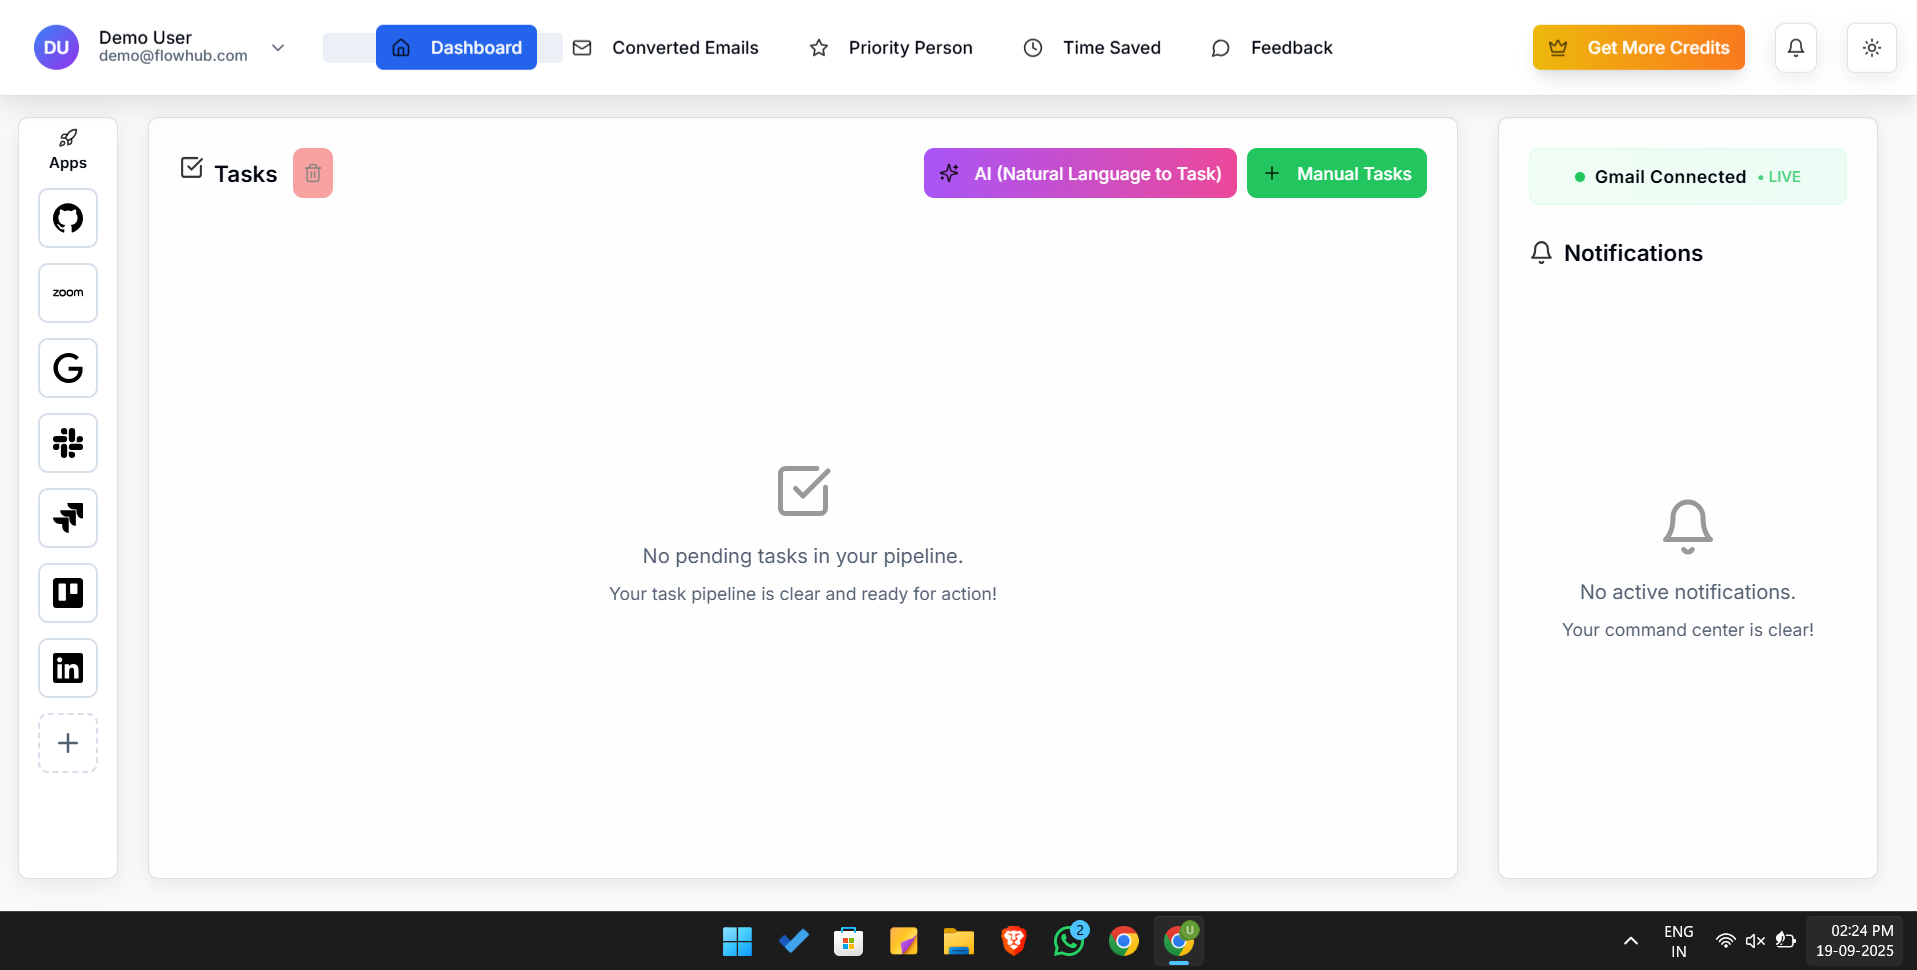 DU
Demo User
demo@flowhub.com
Dashboard
Converted Emails
Priority Person
Time Saved
Feedback
Get More Credits
Apps
zoom
Tasks
AI (Natural Language to Task)
Manual Tasks
No pending tasks in your pipeline.
Your task pipeline is clear and ready for action!
Gmail Connected • LIVE
Notifications
No active notifications.
Your command center is clear!
2
U
ENG
IN
02:24 PM
19-09-2025